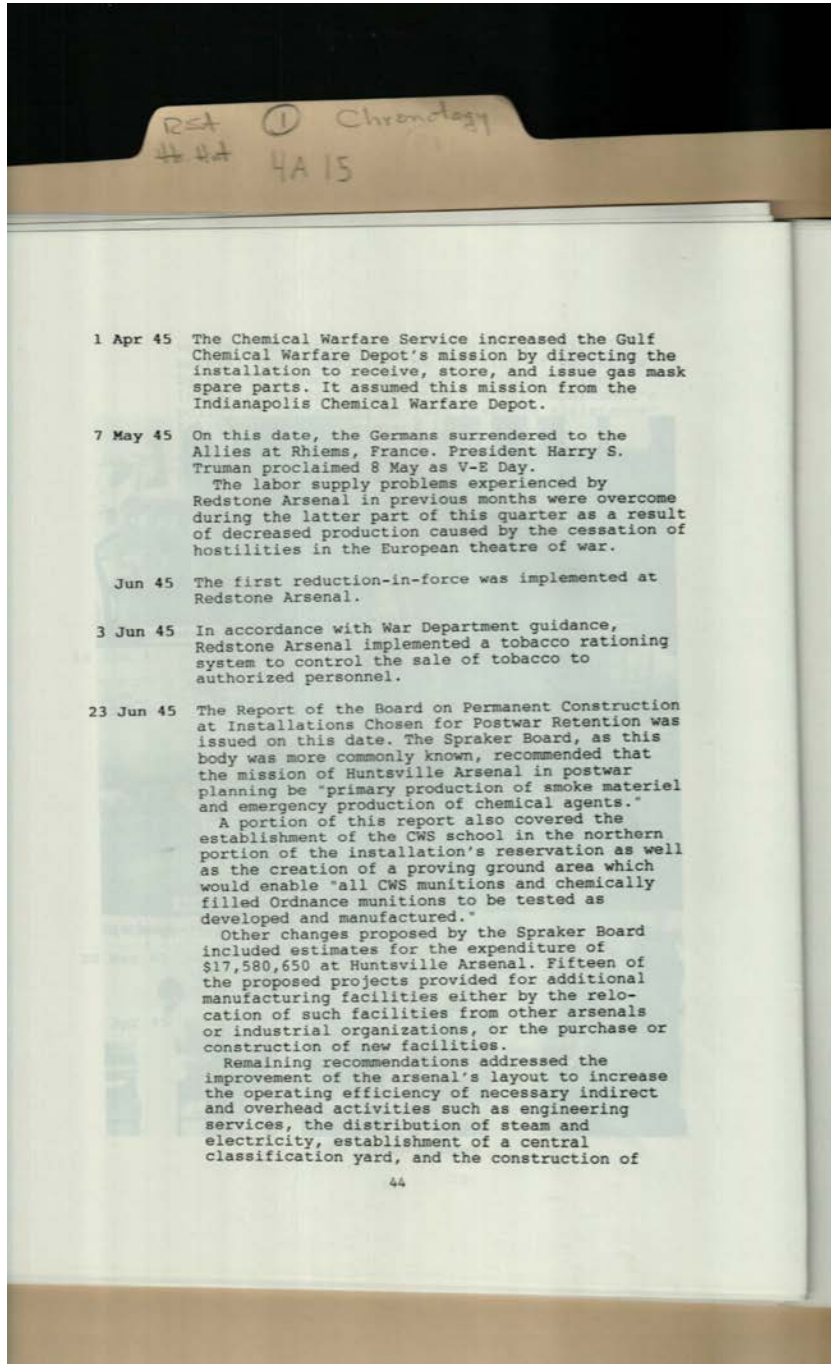 RSA ① Chronology
4A 15
1 Apr 45 The Chemical Warfare Service increased the Gulf
Chemical Warfare Depot's mission by directing the
installation to receive, store, and issue gas mask
spare parts. It assumed this mission from the
Indianapolis Chemical Warfare Depot.
7 May 45 On this date, the Germans surrendered to the
Allies at Rhiems, France. President Harry S.
Truman proclaimed 8 May as V-E Day.
The labor supply problems experienced by
Redstone Arsenal in previous months were overcome
during the latter part of this quarter as a result
of decreased production caused by the cessation of
hostilities in the European theatre of war.
Jun 45 The first reduction-in-force was implemented at
Redstone Arsenal.
3 Jun 45 In accordance with War Department guidance,
Redstone Arsenal implemented a tobacco rationing
system to control the sale of tobacco to
authorized personnel.
23 Jun 45 The Report of the Board on Permanent Construction
at Installations Chosen for Postwar Retention was
issued on this date. The Spraker Board, as this
body was more commonly known, recommended that
the mission of Huntsville Arsenal in postwar
planning be "primary production of smoke materiel
and emergency production of chemical agents."
A portion of this report also covered the
establishment of the CWS school in the northern
portion of the installation's reservation as well
as the creation of a proving ground area which
would enable "all CWS munitions and chemically
filled Ordnance munitions to be tested as
developed and manufactured."
Other changes proposed by the Spraker Board
included estimates for the expenditure of
$17,580,650 at Huntsville Arsenal. Fifteen of
the proposed projects provided for additional
manufacturing facilities either by the relo-
cation of such facilities from other arsenals
or industrial organizations, or the purchase or
construction of new facilities.
Remaining recommendations addressed the
improvement of the arsenal's layout to increase
the operating efficiency of necessary indirect
and overhead activities such as engineering
services, the distribution of steam and
electricity, establishment of a central
classification yard, and the construction of
44